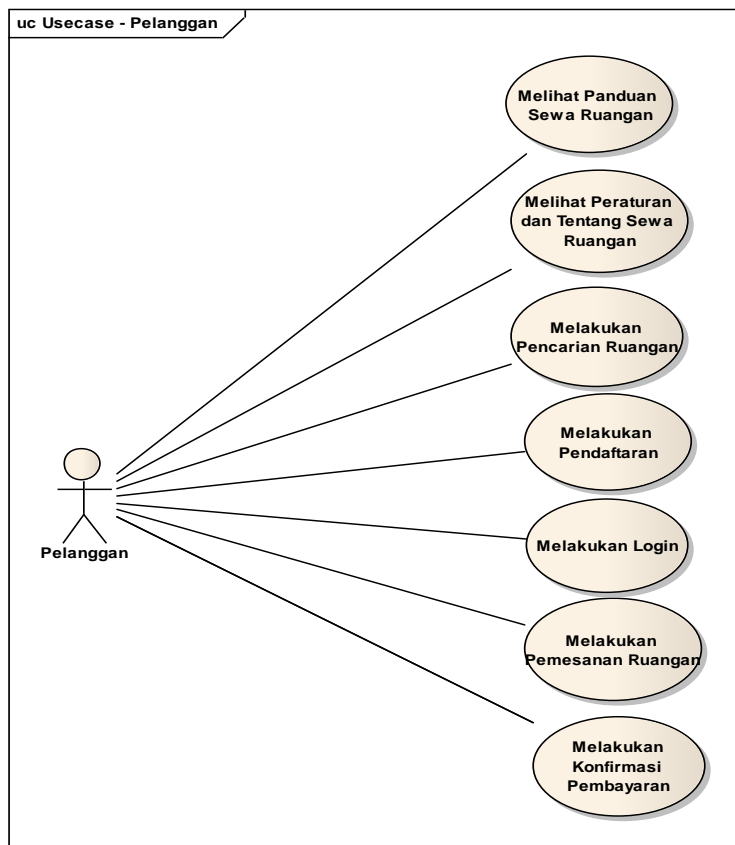 uc Usecase - Pelanggan
Melihat Panduan
Sewa Ruangan
Melihat Peraturan
dan Tentang Sewa
Ruangan
Melakukan
Pencarian Ruangan
Melakukan
Pendaftaran
Melakukan Login
Melakukan
Pemesanan Ruangan
Melakukan
Konfirmasi
Pembayaran
Pelanggan